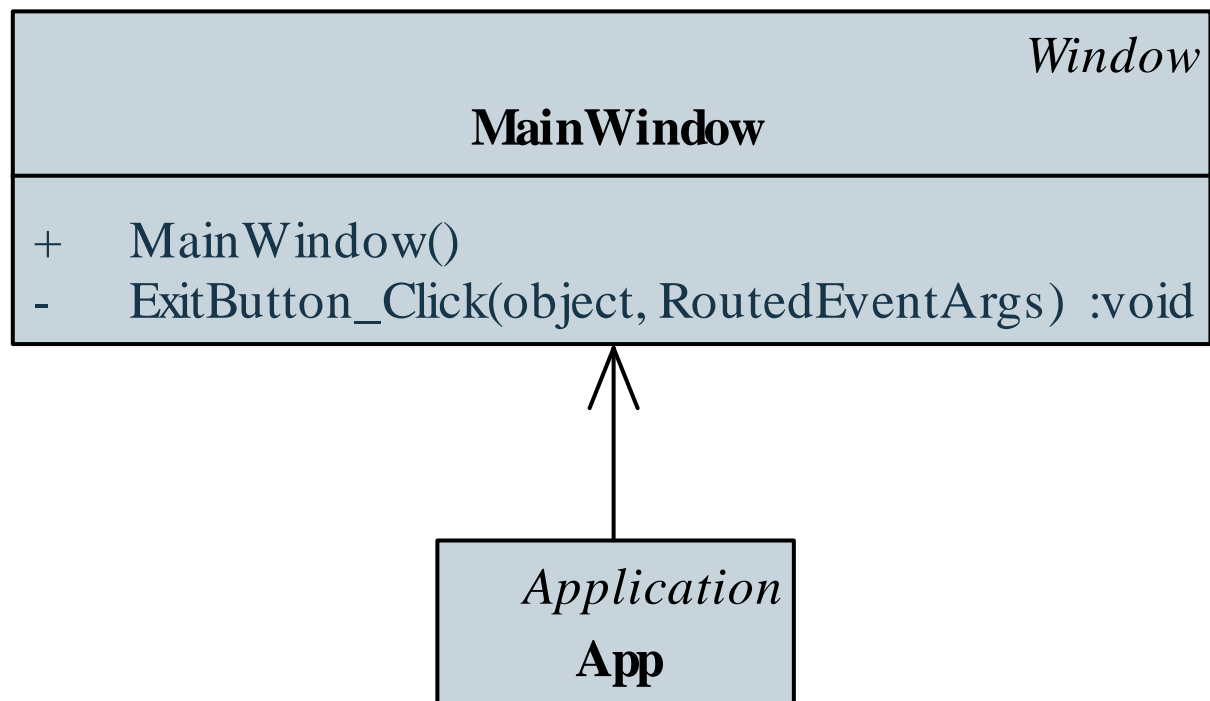 Window
MainWindow
+ MainWindow()
- ExitButton_Click(object, RoutedEventArgs) :void
Application
App